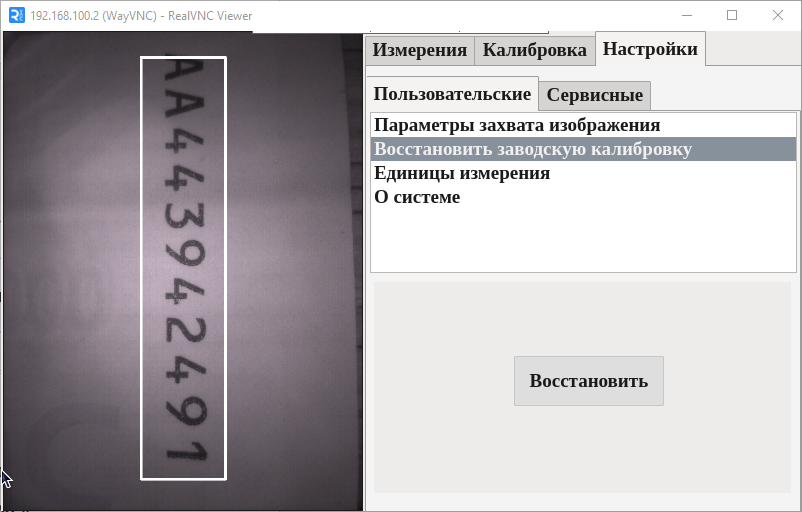 192.168.100.2 (WayVNC) - RealVNC Viewer
AA443942491
Измерения Калибровка Настройки
Пользовательские Сервисные
Параметры захвата изображения
Восстановить заводскую калибровку
Единицы измерения
О системе
Восстановить